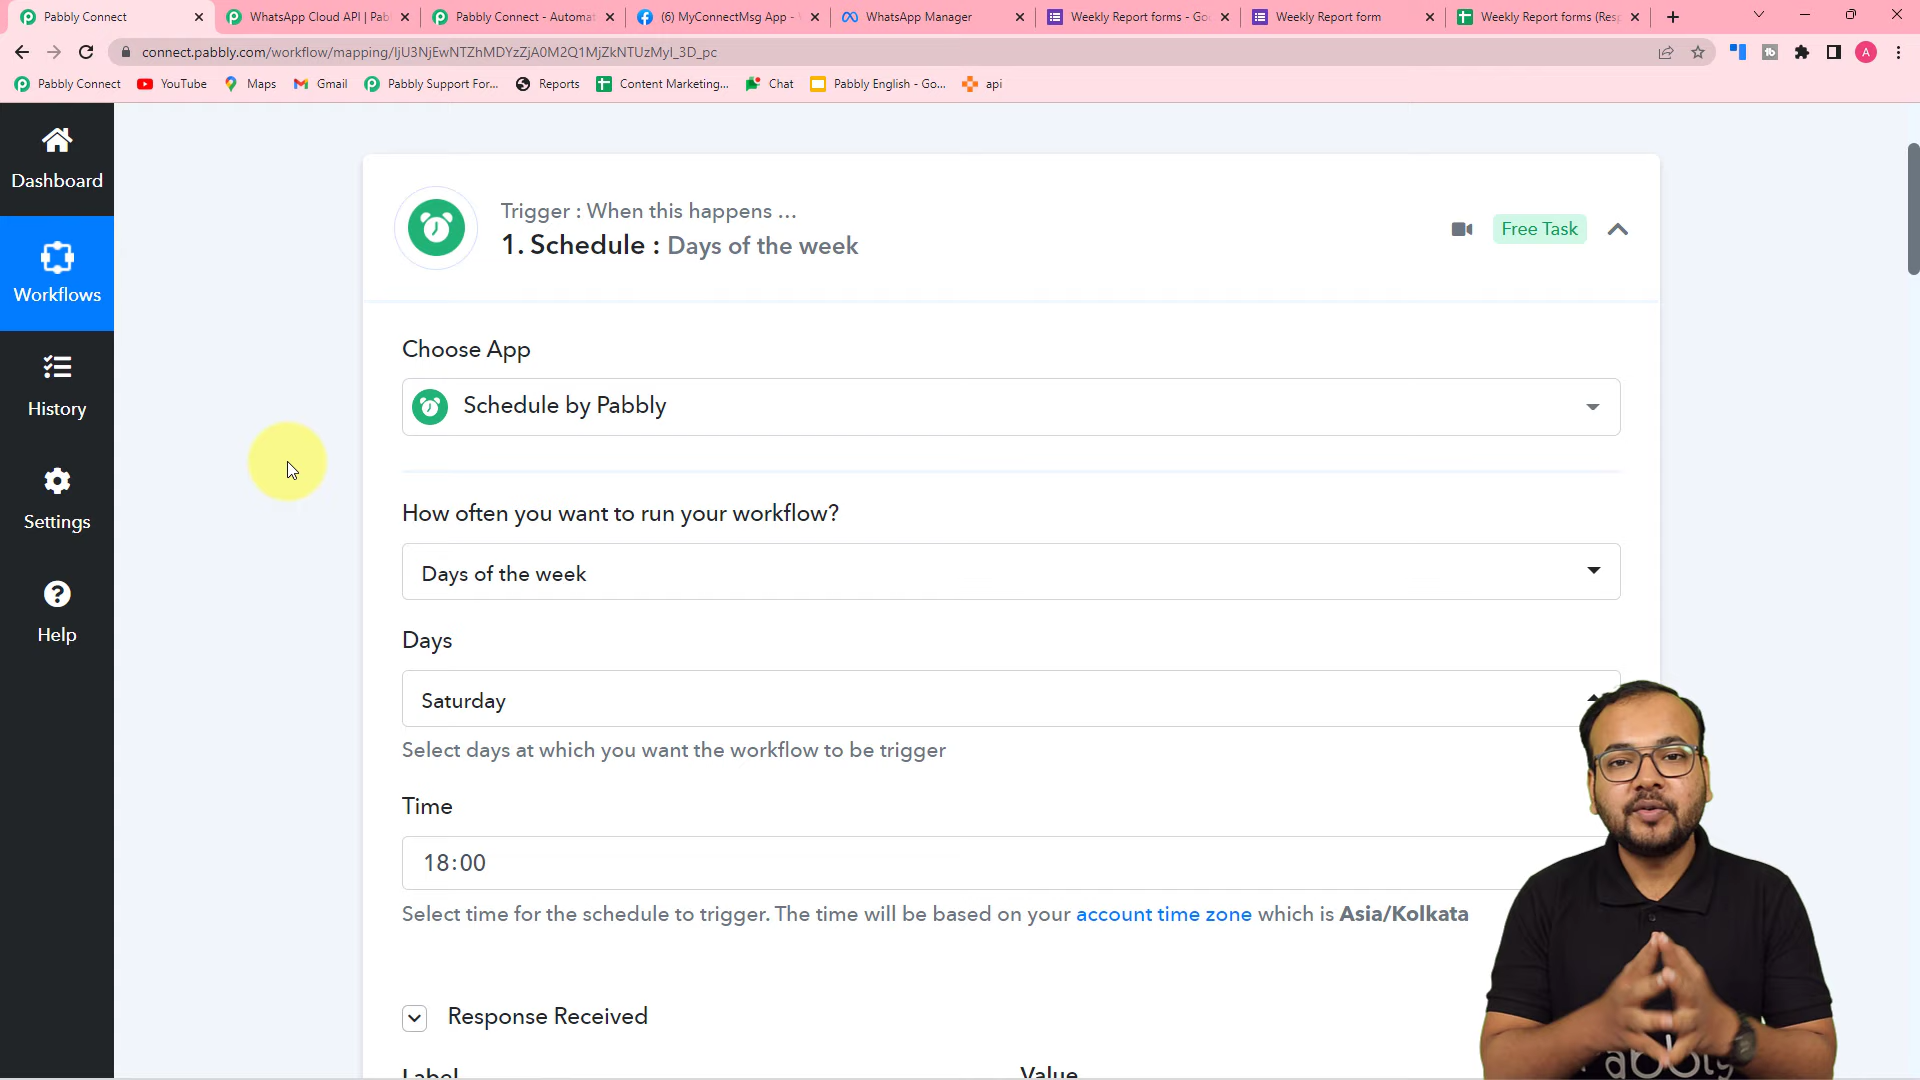 Pabbly Connect
WhatsApp Cloud API | Pab
Pabbly Connect - Automat
(6) MyConnectMsg App -
WhatsApp Manager
Weekly Report forms - Go
Weekly Report form
Weekly Report forms (Res
connect.pabbly.com/workflow/mapping/IjU3NjEwNTZhMDYzZjA0M2Q1MjZkNTUzMyI_3D_pc
A
Pabbly Connect
YouTube
Maps
Gmail
Pabbly Support For...
Reports
Content Marketing...
Chat
Pabbly English - Go...
api
Dashboard
Workflows
History
Settings
Help
Trigger : When this happens ...
1. Schedule : Days of the week
Free Task
Choose App
Schedule by Pabbly
How often you want to run your workflow?
Days of the week
Days
Saturday
Select days at which you want the workflow to be trigger
Time
18:00
Select time for the schedule to trigger. The time will be based on your account time zone which is Asia/Kolkata
Response Received
Label
Value